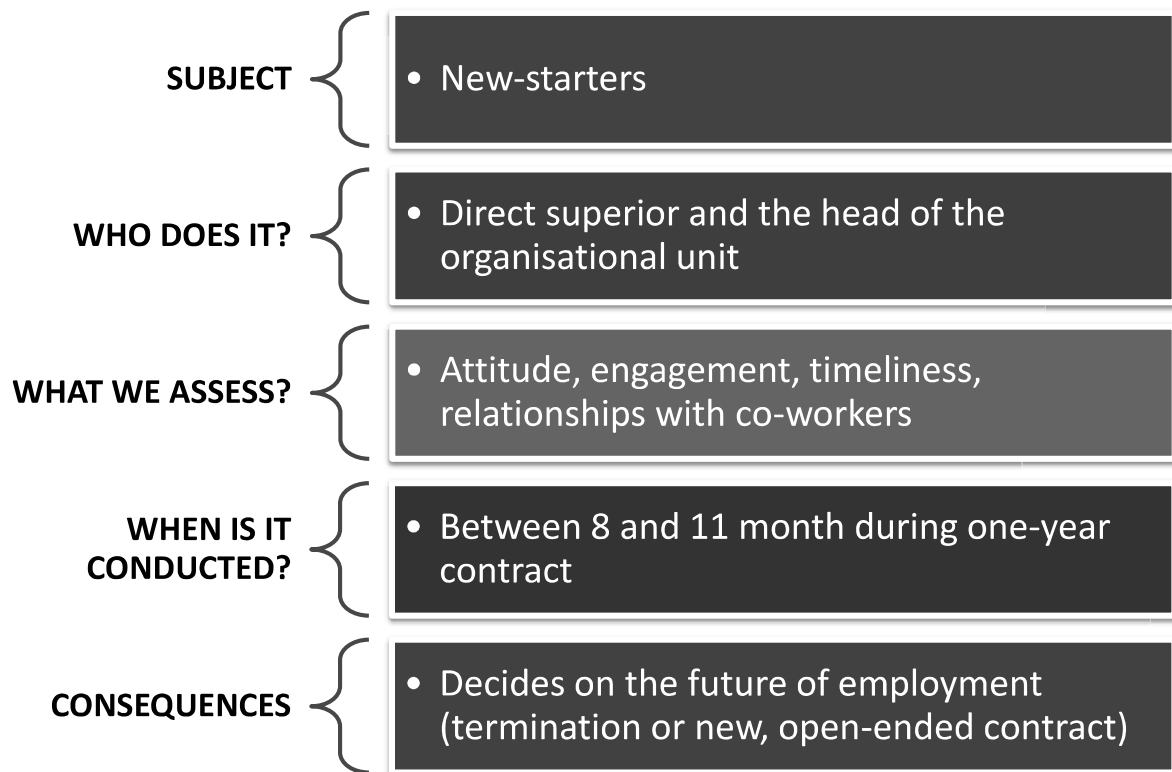 SUBJECT
• New-starters
WHO DOES IT?
• Direct superior and the head of the
organisational unit
WHAT WE ASSESS?
• Attitude, engagement, timeliness,
relationships with co-workers
WHEN IS IT
CONDUCTED?
• Between 8 and 11 month during one-year
contract
CONSEQUENCES
• Decides on the future of employment
(termination or new, open-ended contract)